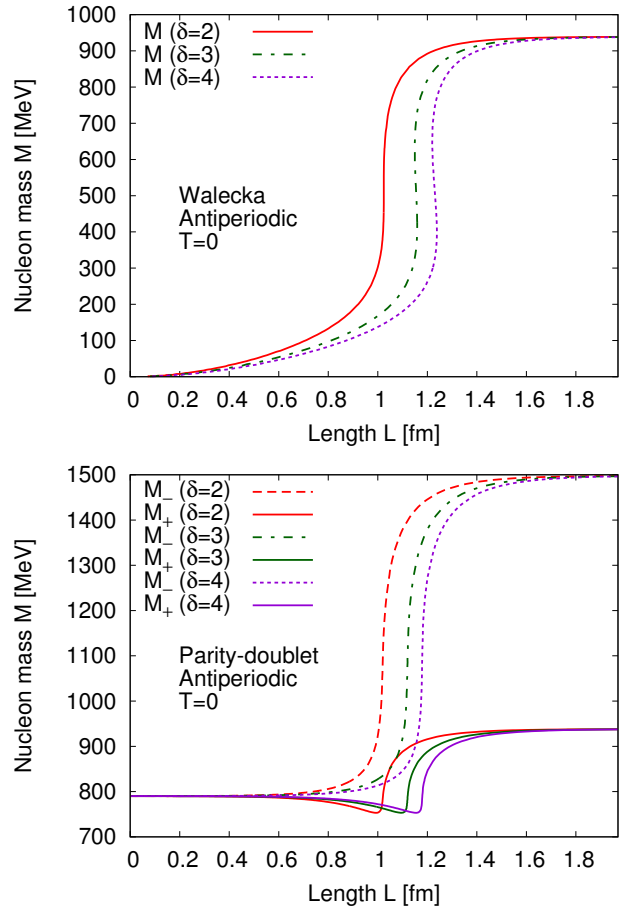 1000
900
800
700
600
500
400
300
200
100
0
Nucleon mass M [MeV]
M (δ=2)
M (δ=3)
M (δ=4)
Walecka
Antiperiodic
T=0
0 0.2 0.4 0.6 0.8 1 1.2 1.4 1.6 1.8
Length L [fm]
1500
1400
1300
1200
1100
1000
900
800
700
Nucleon mass M [MeV]
M_ (δ=2)
M+ (δ=2)
M_ (δ=3)
M+ (δ=3)
M_ (δ=4)
M+ (δ=4)
Parity-doublet
Antiperiodic
T=0
0 0.2 0.4 0.6 0.8 1 1.2 1.4 1.6 1.8
Length L [fm]